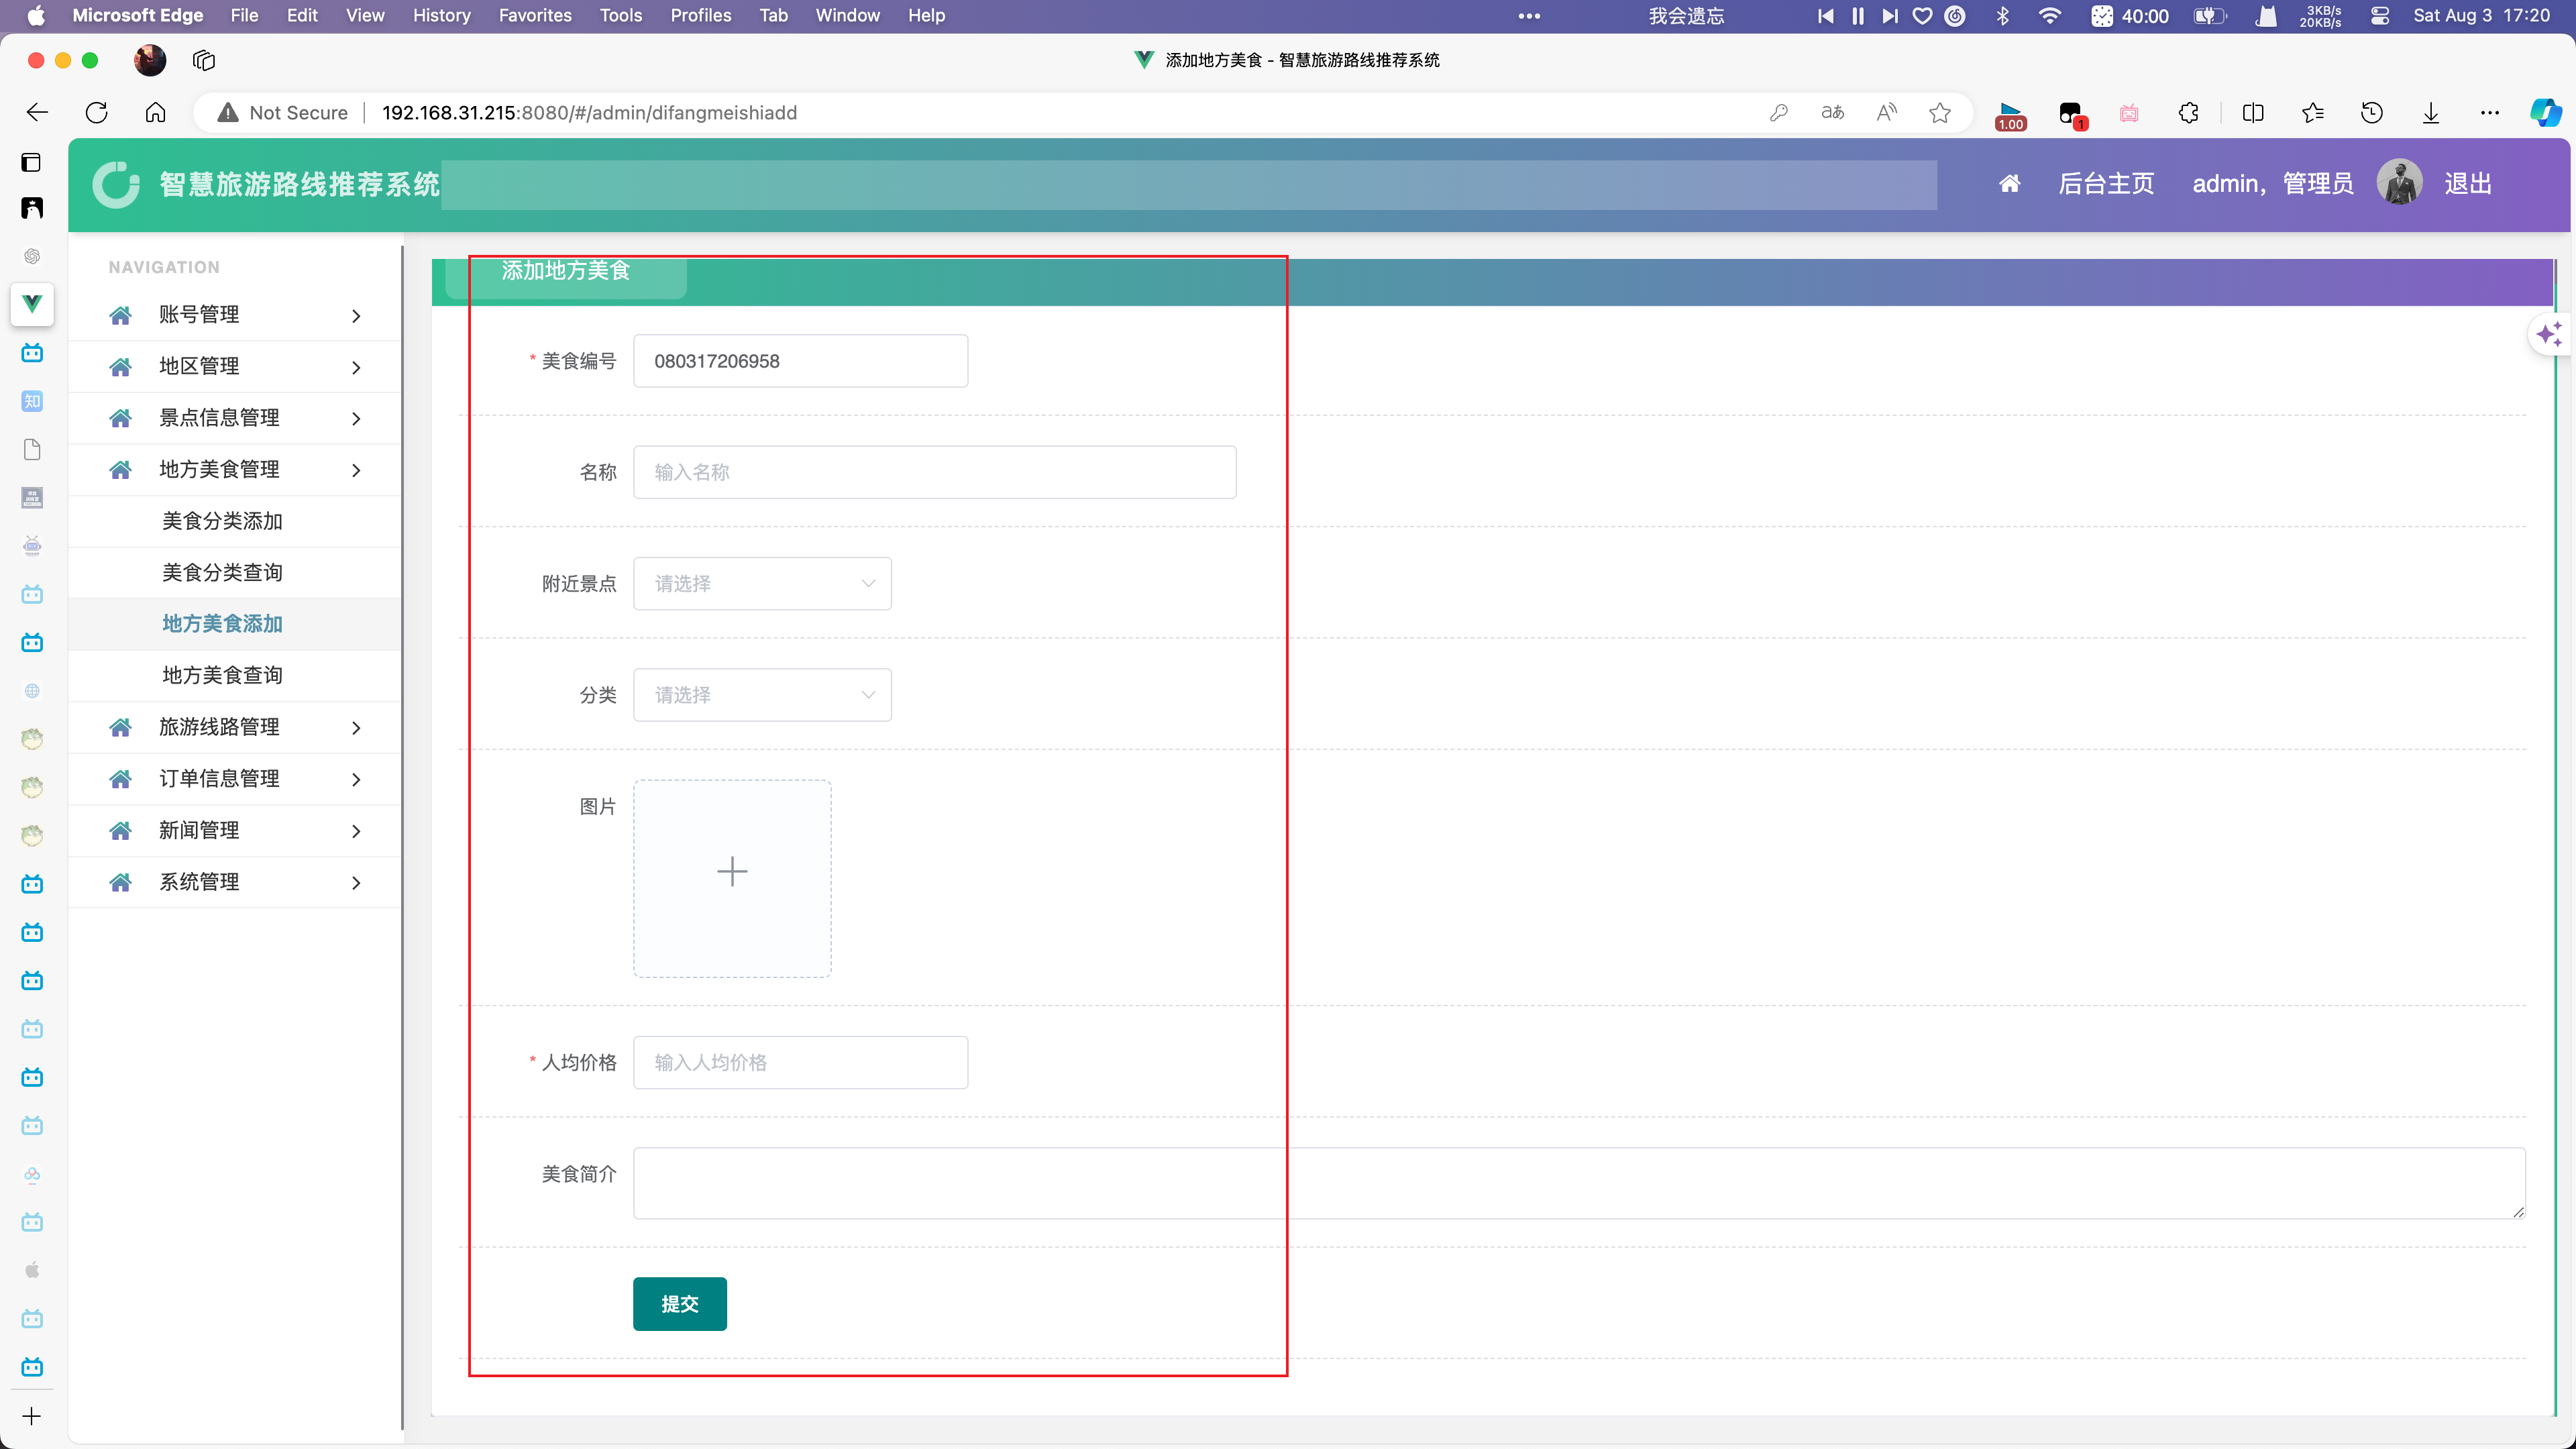 Microsoft Edge File Edit View History Favorites Tools Profiles Tab Window Help ••• 我会遗忘 40:00 3KB/s 20KB/s Sat Aug 3 17:20
添加地方美食 - 智慧旅游路线推荐系统
Not Secure 192.168.31.215:8080/#/admin/difangmeishiadd aあ A 1.00 1
智慧旅游路线推荐系统 后台主页 admin，管理员 退出
NAVIGATION
账号管理
地区管理
景点信息管理
地方美食管理
美食分类添加
美食分类查询
地方美食添加
地方美食查询
旅游线路管理
订单信息管理
新闻管理
系统管理
知
添加地方美食
* 美食编号 080317206958
名称 输入名称
附近景点 请选择
分类 请选择
图片
* 人均价格 输入人均价格
美食简介
提交